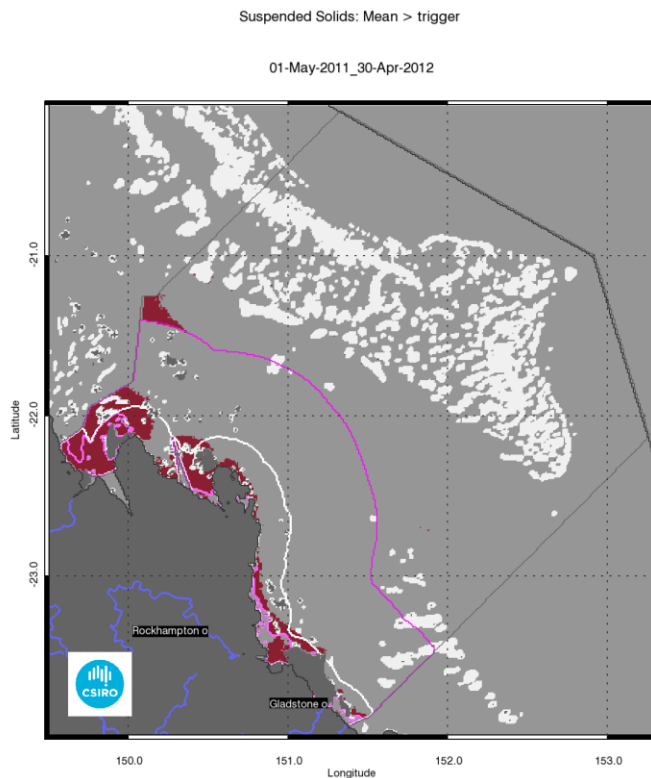 Suspended Solids: Mean > trigger
01-May-2011_30-Apr-2012
-21.0
-22.0
-23.0
Latitude
Rockhampton o
CSIRO
Gladstone o
150.0 151.0 152.0 153.0
Longitude